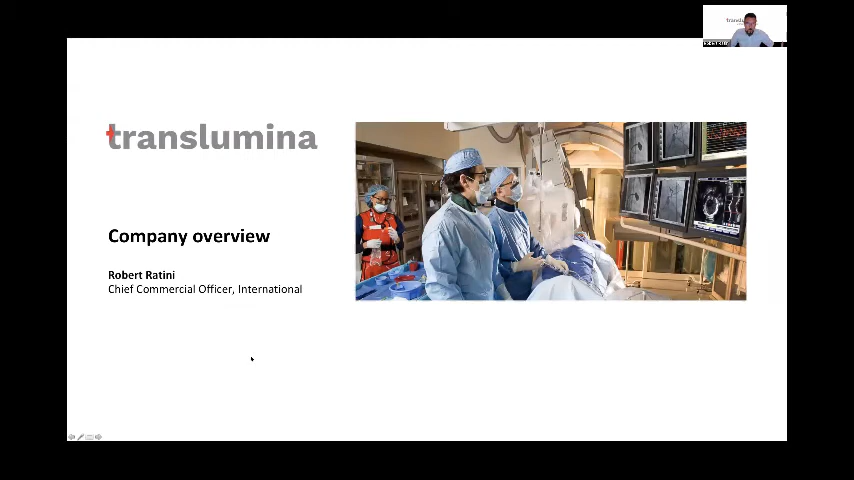 translumina
Company overview
Robert Ratini
Chief Commercial Officer, International